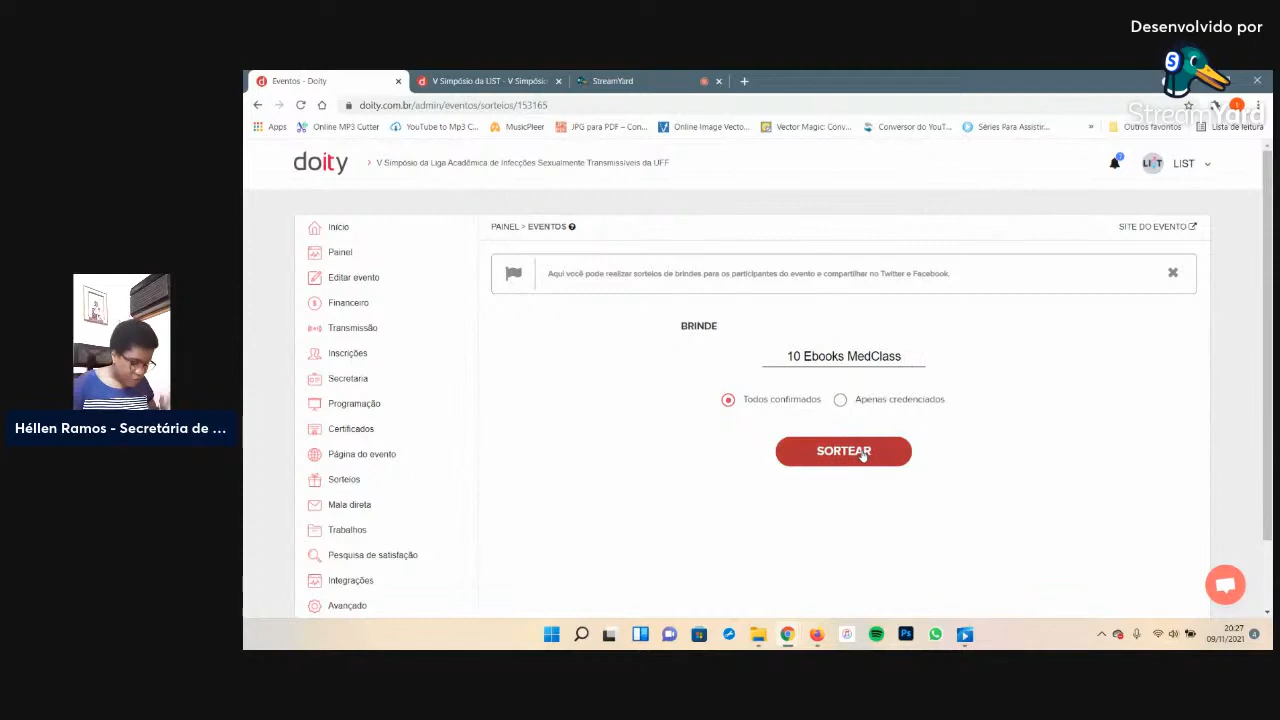 Desenvolvido por
StreamYard
Eventos - Doity
V Simpósio da LIST - V Simpósi
StreamYard
doity.com.br/admin/eventos/sorteios/153165
Apps
Online MP3 Cutter
YouTube to Mp3 C...
MusicPleer
JPG para PDF – Con...
Online Image Vecto...
Vector Magic: Conv...
Conversor do YouT...
Séries Para Assistir...
»
Outros favoritos
Lista de leitura
doity
V Simpósio da Liga Acadêmica de Infecções Sexualmente Transmissíveis da UFF
LIST
LIST
Início
Painel
Editar evento
Financeiro
Transmissão
Inscrições
Secretaria
Programação
Certificados
Página do evento
Sorteios
Mala direta
Trabalhos
Pesquisa de satisfação
Integrações
Avançado
PAINEL > EVENTOS
SITE DO EVENTO
Aqui você pode realizar sorteios de brindes para os participantes do evento e compartilhar no Twitter e Facebook.
BRINDE
10 Ebooks MedClass
Todos confirmados
Apenas credenciados
SORTEAR
Héllen Ramos - Secretária de ...
20:27
09/11/2021